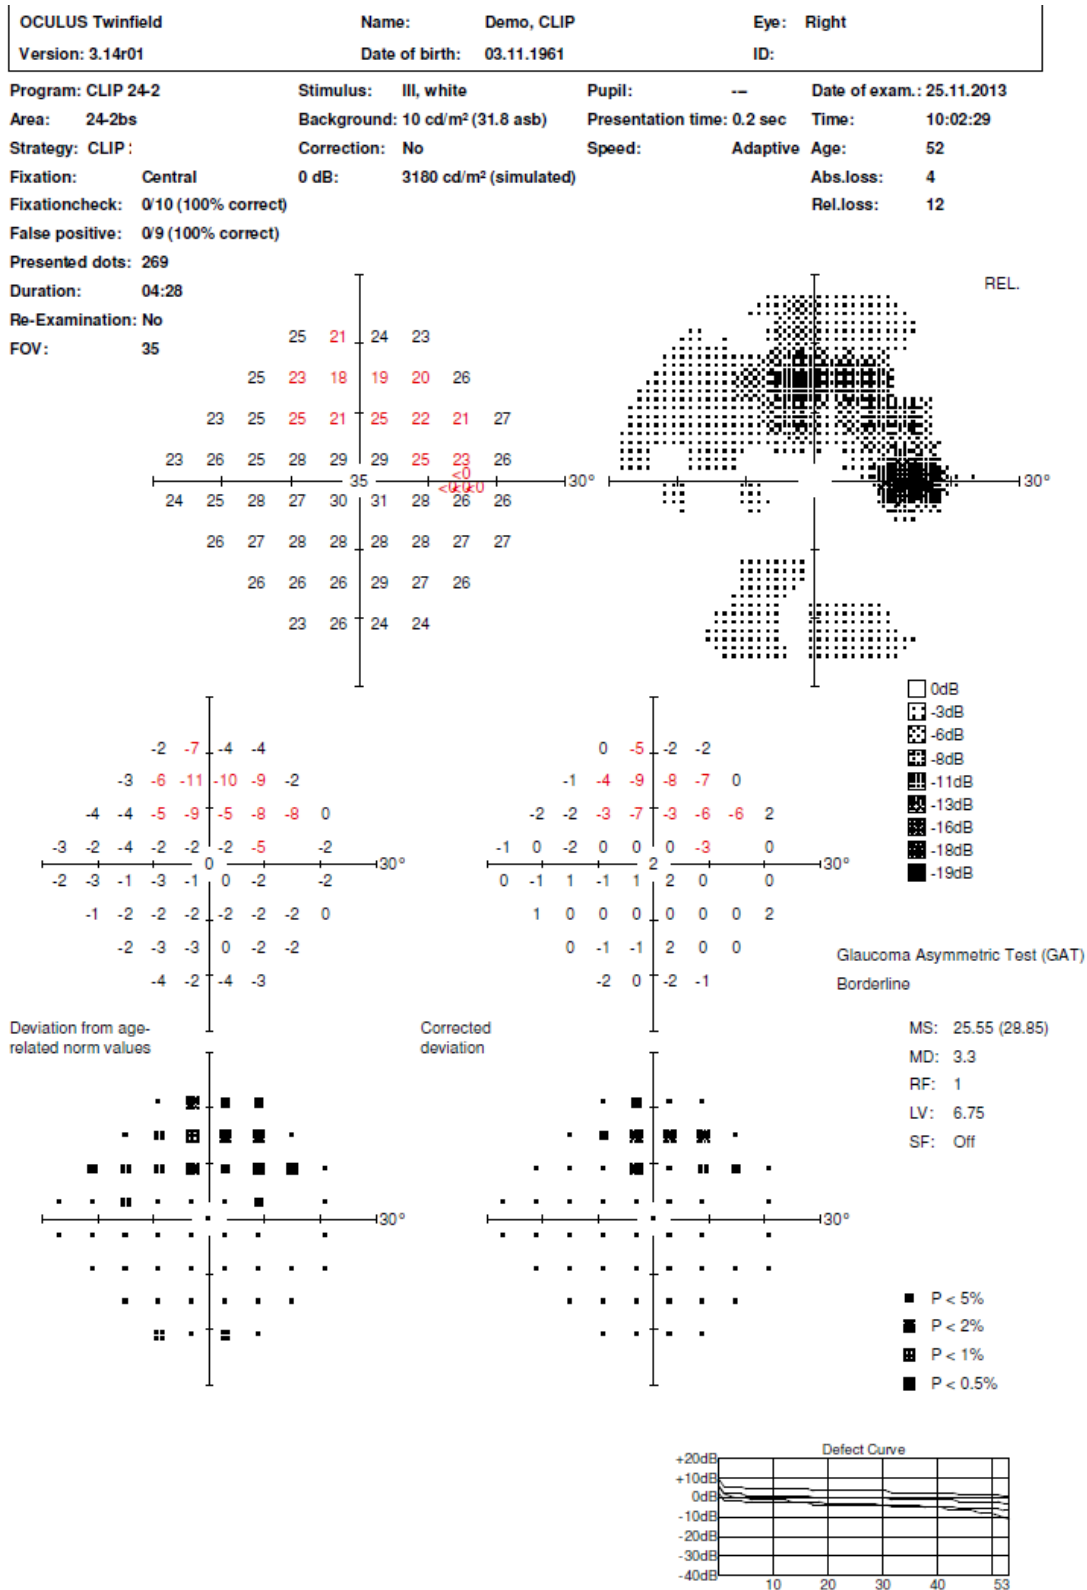 OCULUS Twinfield Name: Demo, CLIP Eye: Right
Version: 3.14r01 Date of birth: 03.11.1961 ID:
Program: CLIP 24-2 Stimulus: III, white Pupil: --- Date of exam.: 25.11.2013
Area: 24-2bs Background: 10 cd/m² (31.8 asb) Presentation time: 0.2 sec Time: 10:02:29
Strategy: CLIP : Correction: No Speed: Adaptive Age: 52
Fixation: Central 0 dB: 3180 cd/m² (simulated) Abs.loss: 4
Fixationcheck: 0/10 (100% correct) Rel.loss: 12
False positive: 0/9 (100% correct)
Presented dots: 269
Duration: 04:28 REL.
Re-Examination: No
FOV: 35
25 21 24 23
25 23 18 19 20 26
23 25 25 21 25 22 21 27
23 26 25 28 29 29 25 23 26
<0
35 30° 30°
24 25 28 27 30 31 28 26 26
26 27 28 28 28 28 27 27
26 26 26 29 27 26
23 26 24 24
0dB
-3dB
-6dB
-8dB
-11dB
-13dB
-16dB
-18dB
-19dB
-2 -7 -4 -4
-3 -6 -11 -10 -9 -2
-4 -4 -5 -9 -5 -8 -8 0
-3 -2 -4 -2 -2 -2 -5 -2
0 30°
-2 -3 -1 -3 -1 0 -2 -2
-1 -2 -2 -2 -2 -2 -2 0
-2 -3 -3 0 -2 -2
-4 -2 -4 -3
Deviation from age-
related norm values
0 -5 -2 -2
-1 -4 -9 -8 -7 0
-2 -2 -3 -7 -3 -6 -6 2
-1 0 -2 0 0 0 -3 0
2 30°
0 -1 1 -1 1 2 0 0
1 0 0 0 0 0 0 2
0 -1 -1 2 0 0
-2 0 -2 -1
Corrected
deviation
Glaucoma Asymmetric Test (GAT)
Borderline
MS: 25.55 (28.85)
MD: 3.3
RF: 1
LV: 6.75
SF: Off
30° 30°
P < 5%
P < 2%
P < 1%
P < 0.5%
Defect Curve
+20dB
+10dB
0dB
-10dB
-20dB
-30dB
-40dB
10 20 30 40 53